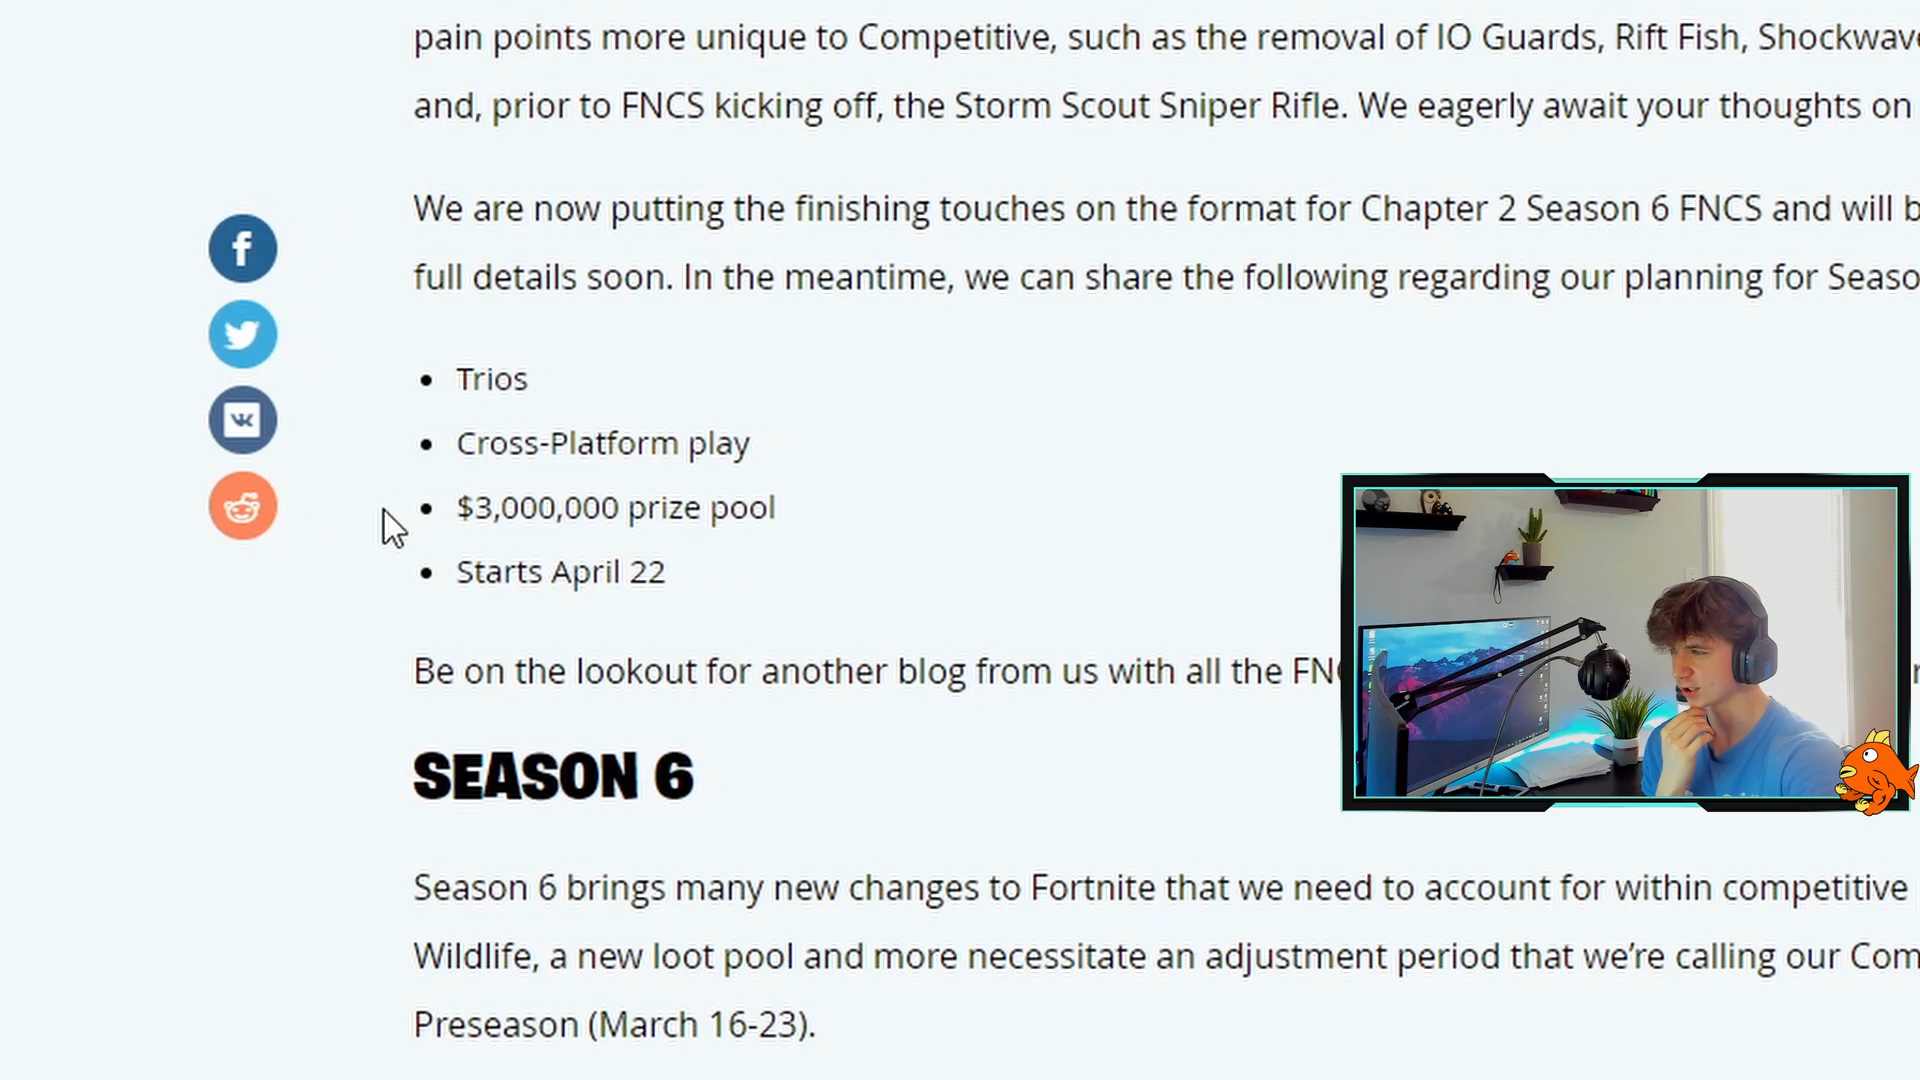 pain points more unique to Competitive, such as the removal of IO Guards, Rift Fish,
and, prior to FNCS kicking off, the Storm Scout Sniper Rifle. We eagerly await your thoughts on
We are now putting the finishing touches on the format for Chapter 2 Season 6 FNCS and will
full details soon. In the meantime, we can share the following regarding our planning for
Trios
Cross-Platform play
$3,000,000 prize pool
Starts April 22
Be on the lookout for another blog from us with all the
SEASON 6
Season 6 brings many new changes to Fortnite that we need to account for within competitive
Wildlife, a new loot pool and more necessitate an adjustment period that we’re calling our
Preseason (March 16-23).